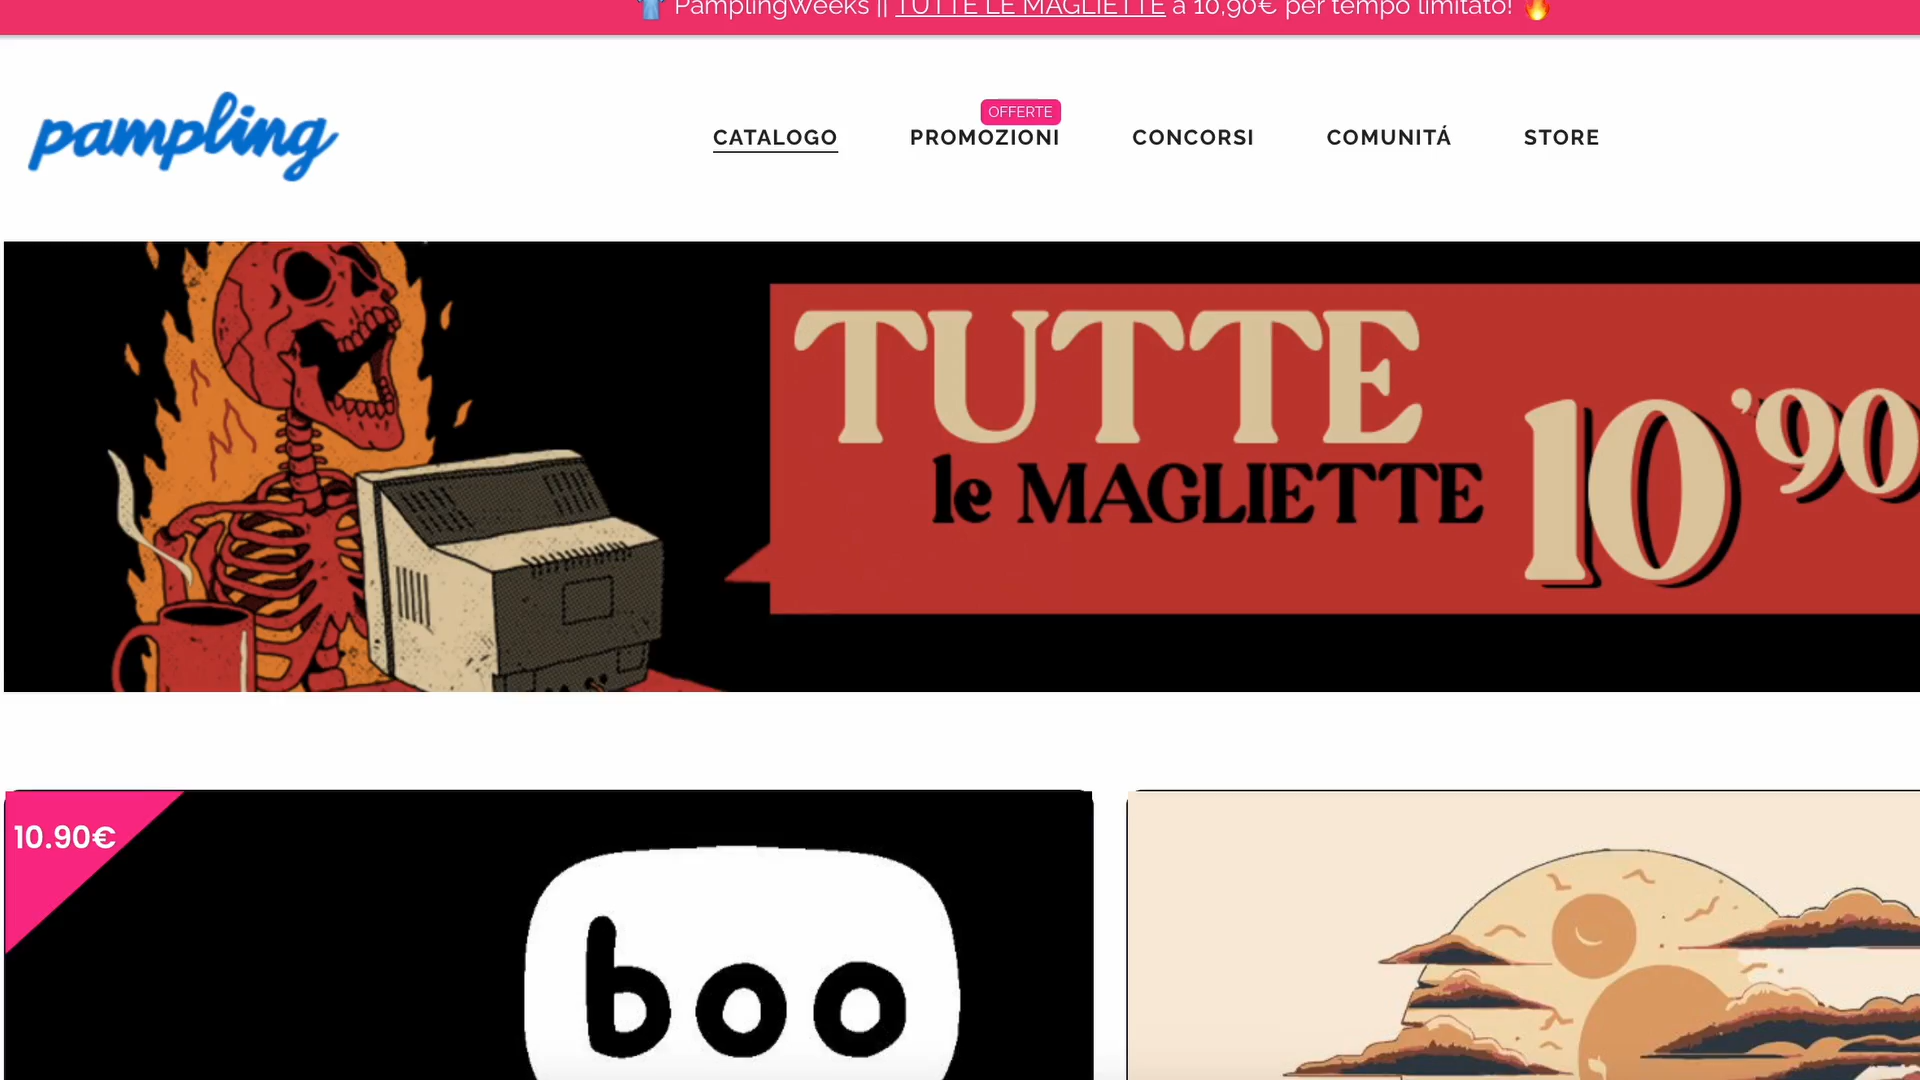 PamplingWeeks || TUTTE LE MAGLIETTE a 10,90€ per tempo limitato!
pampling
OFFERTE
CATALOGO PROMOZIONI CONCORSI COMUNITÁ STORE
TUTTE
le MAGLIETTE
10'90
10.90€
boo